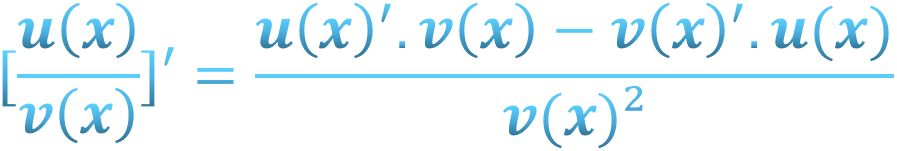 [u(x)/v(x)]′ = (u(x)′.v(x) − v(x)′.u(x))/v(x)²